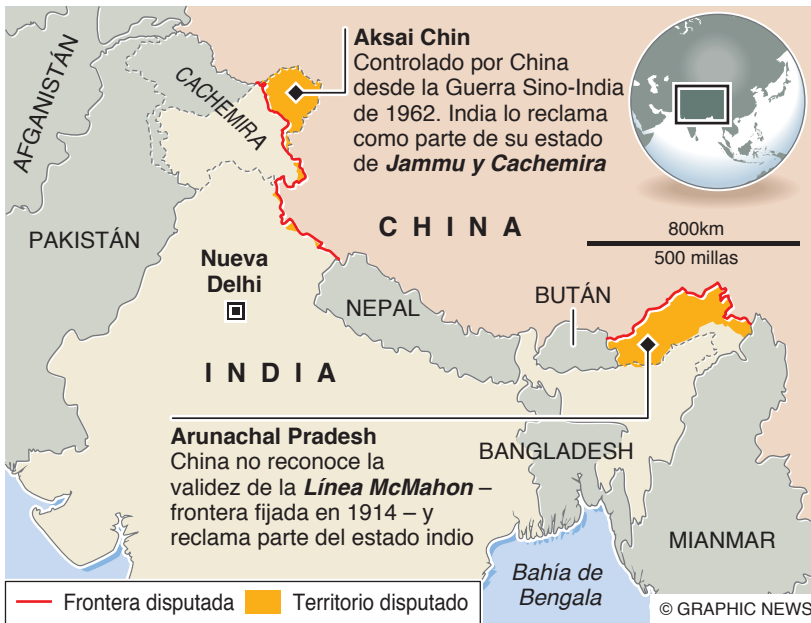 Aksai Chin
Controlado por China
desde la Guerra Sino-India
de 1962. India lo reclama
como parte de su estado
de Jammu y Cachemira
AFGANISTÁN
CACHEMIRA
PAKISTÁN
CHINA
800km
500 millas
Nueva
Delhi
NEPAL
BUTÁN
INDIA
Arunachal Pradesh
China no reconoce la
validez de la Línea McMahon –
frontera fijada en 1914 – y
reclama parte del estado indio
BANGLADESH
MIANMAR
Bahía de
Bengala
Frontera disputada
Territorio disputado
© GRAPHIC NEWS